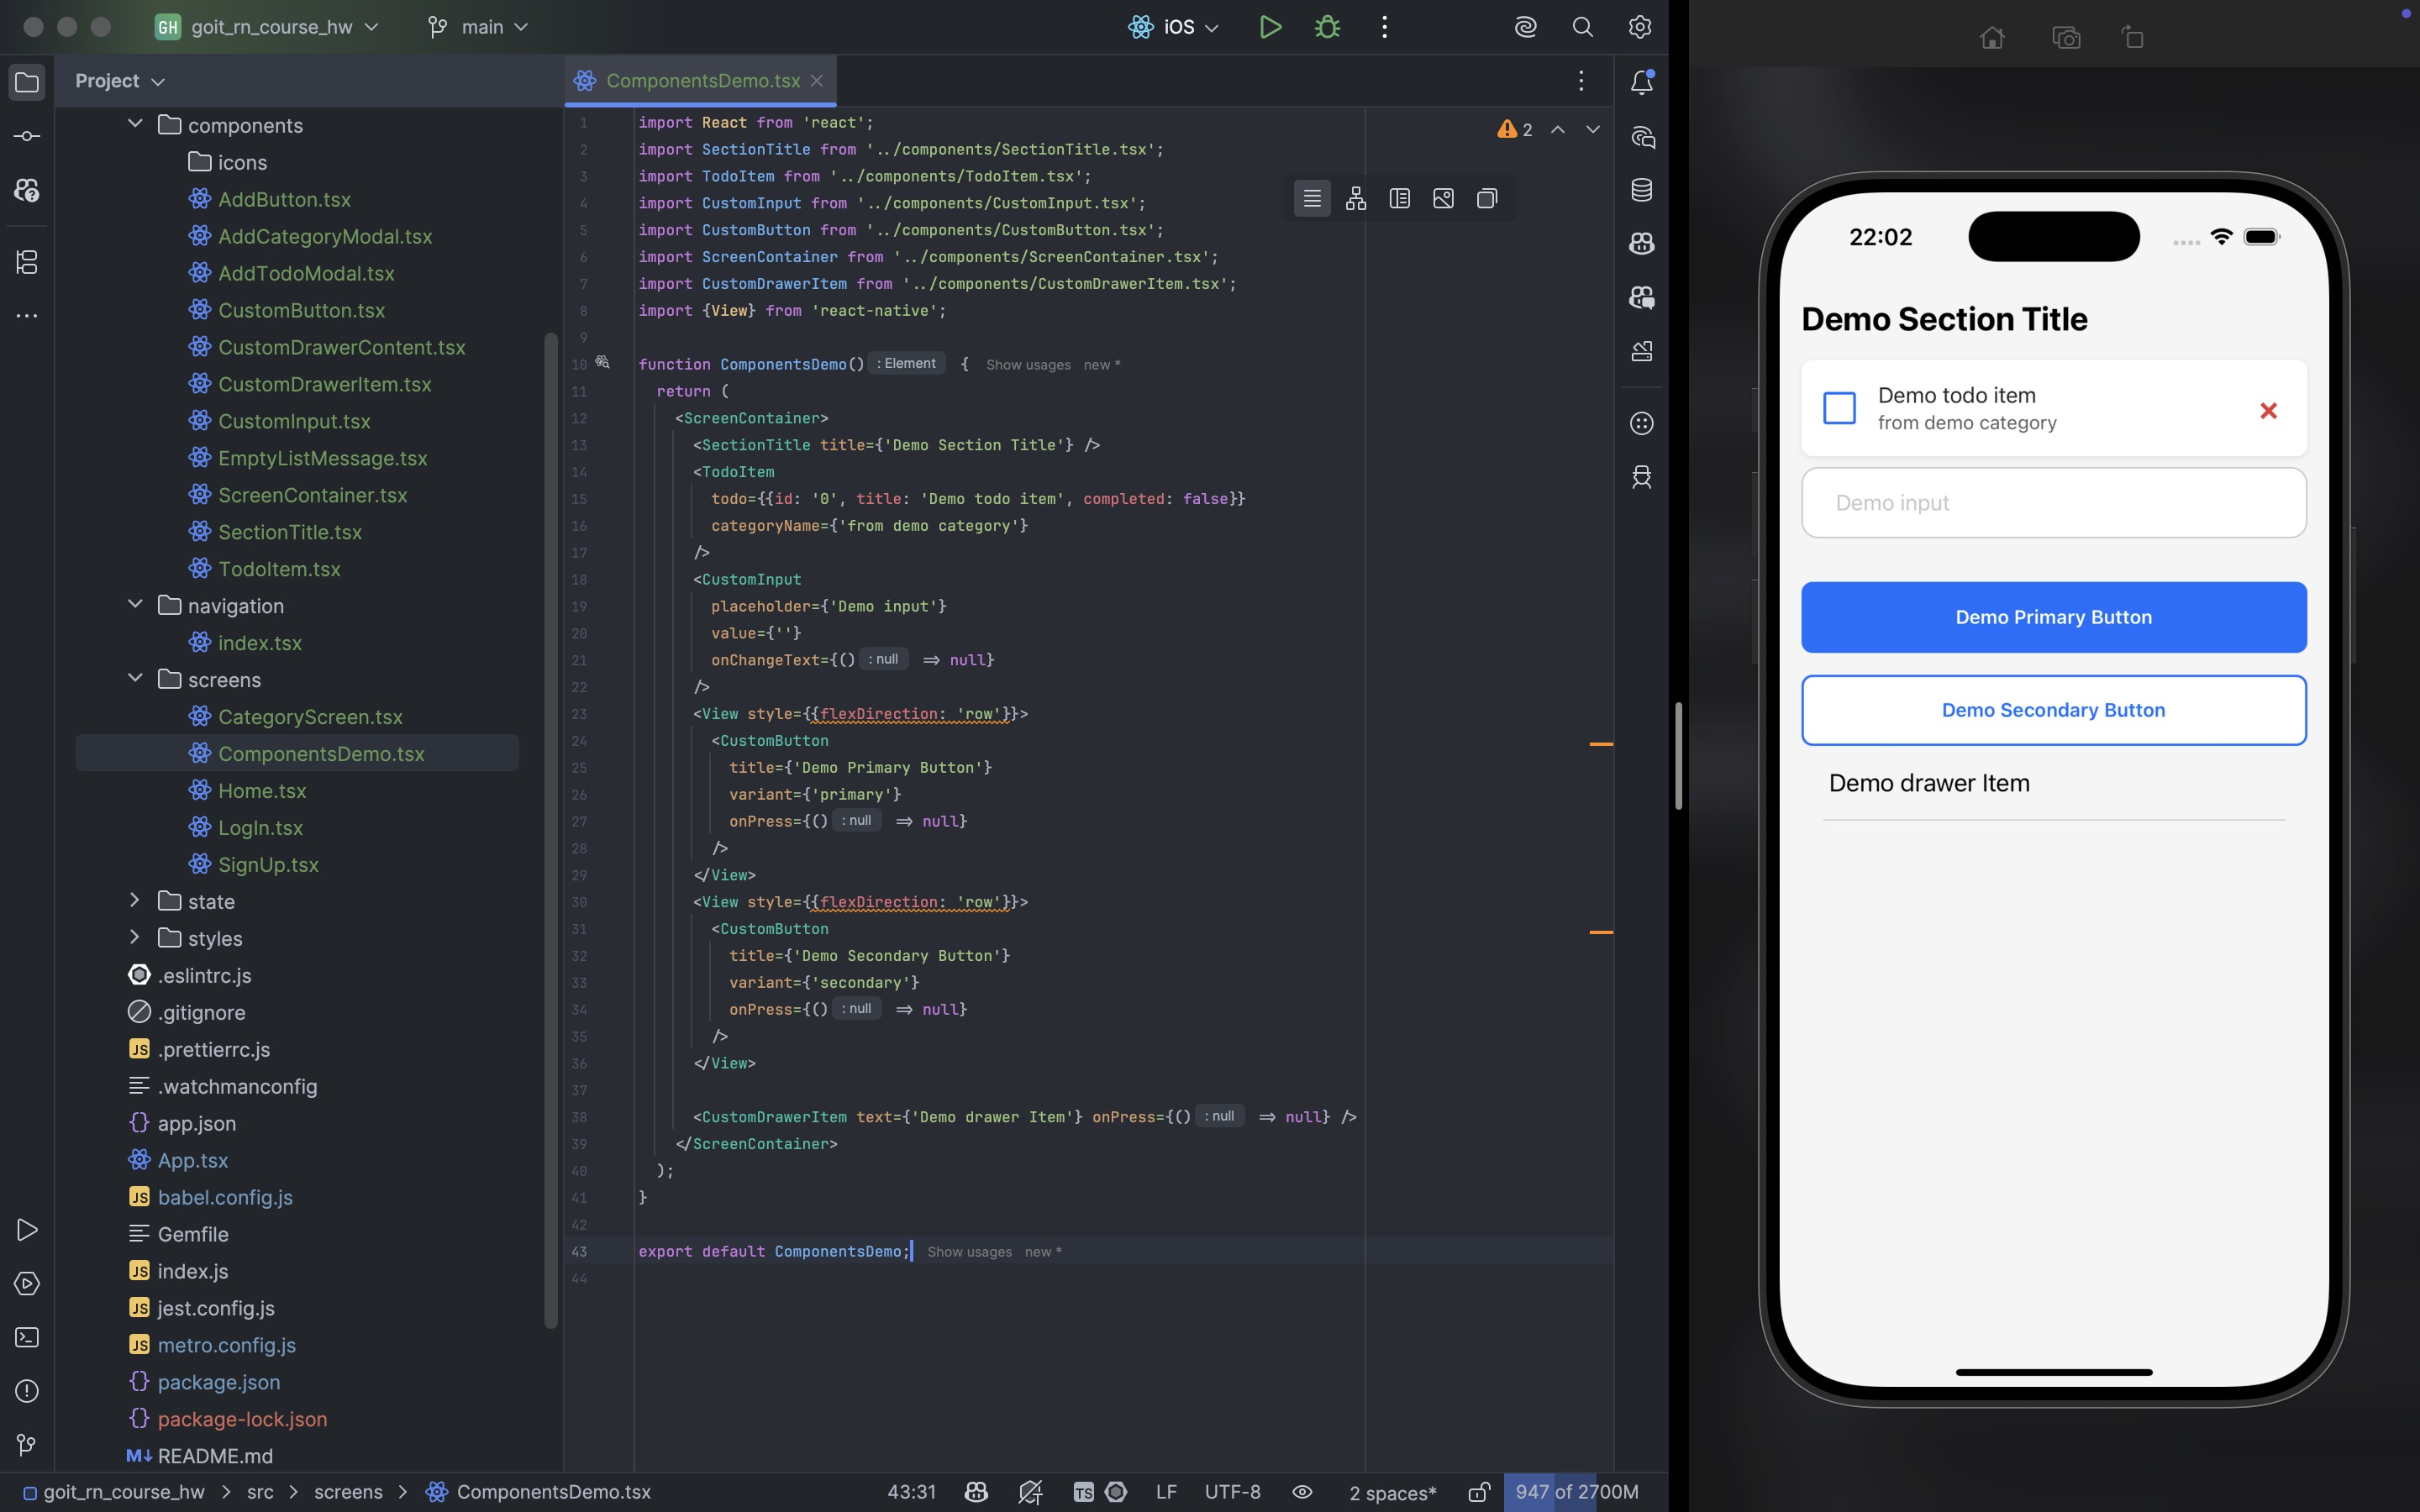 GH goit_rn_course_hw
main
iOS
Project
components
icons
AddButton.tsx
AddCategoryModal.tsx
AddTodoModal.tsx
CustomButton.tsx
CustomDrawerContent.tsx
CustomDrawerItem.tsx
CustomInput.tsx
EmptyListMessage.tsx
ScreenContainer.tsx
SectionTitle.tsx
TodoItem.tsx
navigation
index.tsx
screens
CategoryScreen.tsx
ComponentsDemo.tsx
Home.tsx
LogIn.tsx
SignUp.tsx
state
styles
.eslintrc.js
.gitignore
JS .prettierrc.js
.watchmanconfig
{} app.json
App.tsx
JS babel.config.js
Gemfile
JS index.js
JS jest.config.js
JS metro.config.js
{} package.json
{} package-lock.json
M↓ README.md
ComponentsDemo.tsx
2
1 import React from 'react';
2 import SectionTitle from '../components/SectionTitle.tsx';
3 import TodoItem from '../components/TodoItem.tsx';
4 import CustomInput from '../components/CustomInput.tsx';
5 import CustomButton from '../components/CustomButton.tsx';
6 import ScreenContainer from '../components/ScreenContainer.tsx';
7 import CustomDrawerItem from '../components/CustomDrawerItem.tsx';
8 import {View} from 'react-native';
9
10 function ComponentsDemo() : Element { Show usages new *
11 return (
12 <ScreenContainer>
13 <SectionTitle title={'Demo Section Title'} />
14 <TodoItem
15 todo={{id: '0', title: 'Demo todo item', completed: false}}
16 categoryName={'from demo category'}
17 />
18 <CustomInput
19 placeholder={'Demo input'}
20 value={''}
21 onChangeText={() : null => null}
22 />
23 <View style={{flexDirection: 'row'}}>
24 <CustomButton
25 title={'Demo Primary Button'}
26 variant={'primary'}
27 onPress={() : null => null}
28 />
29 </View>
30 <View style={{flexDirection: 'row'}}>
31 <CustomButton
32 title={'Demo Secondary Button'}
33 variant={'secondary'}
34 onPress={() : null => null}
35 />
36 </View>
37
38 <CustomDrawerItem text={'Demo drawer Item'} onPress={() : null => null} />
39 </ScreenContainer>
40 );
41 }
42
43 export default ComponentsDemo; Show usages new *
44
goit_rn_course_hw > src > screens > ComponentsDemo.tsx
43:31 TS LF UTF-8 2 spaces* 947 of 2700M
22:02
Demo Section Title
Demo todo item
from demo category
Demo input
Demo Primary Button
Demo Secondary Button
Demo drawer Item